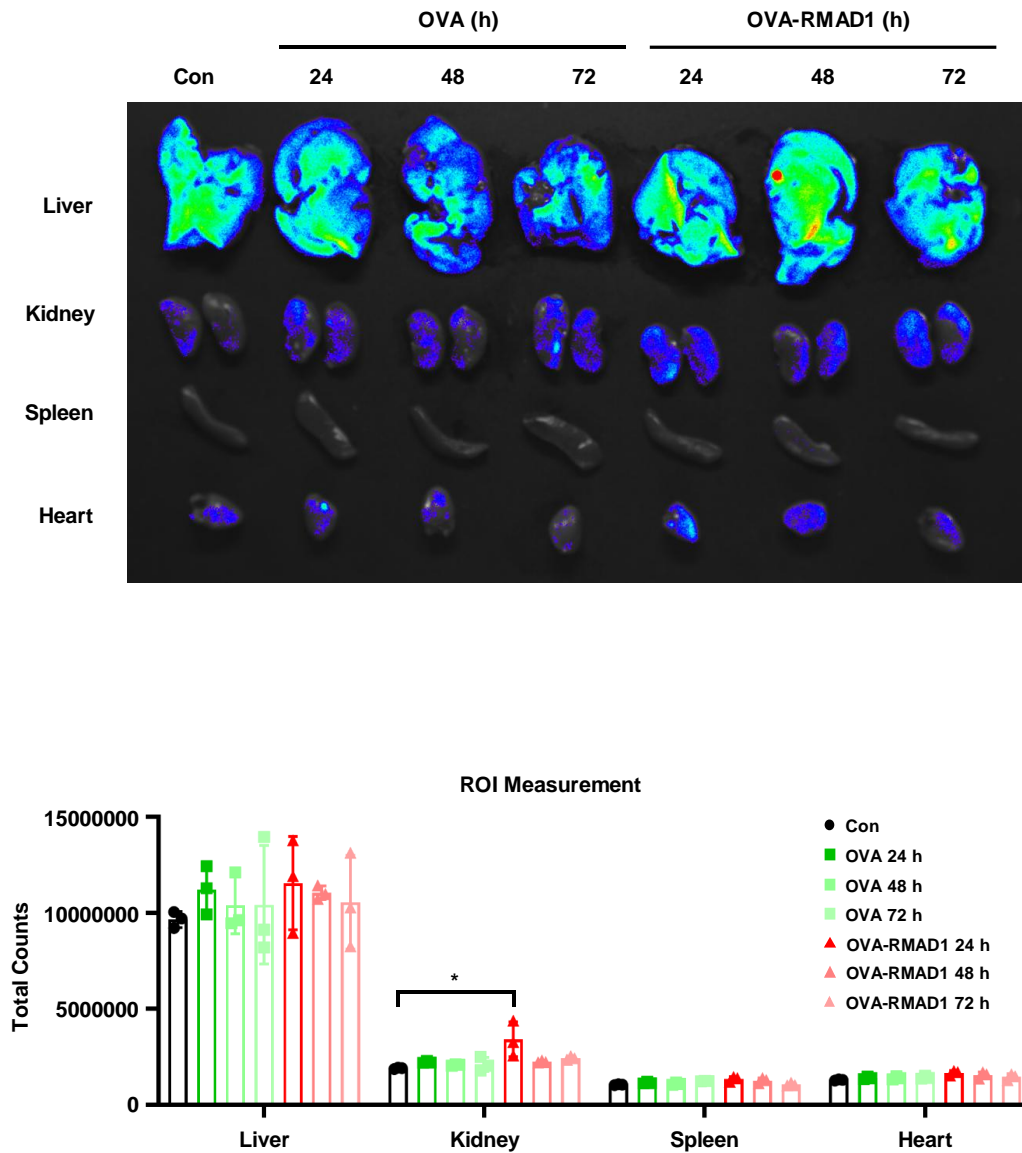 OVA (h) OVA-RMAD1 (h)
Con 24 48 72 24 48 72
Liver
Kidney
Spleen
Heart
ROI Measurement
Total Counts
15000000
10000000
5000000
0
*
Con
OVA 24 h
OVA 48 h
OVA 72 h
OVA-RMAD1 24 h
OVA-RMAD1 48 h
OVA-RMAD1 72 h
Liver Kidney Spleen Heart